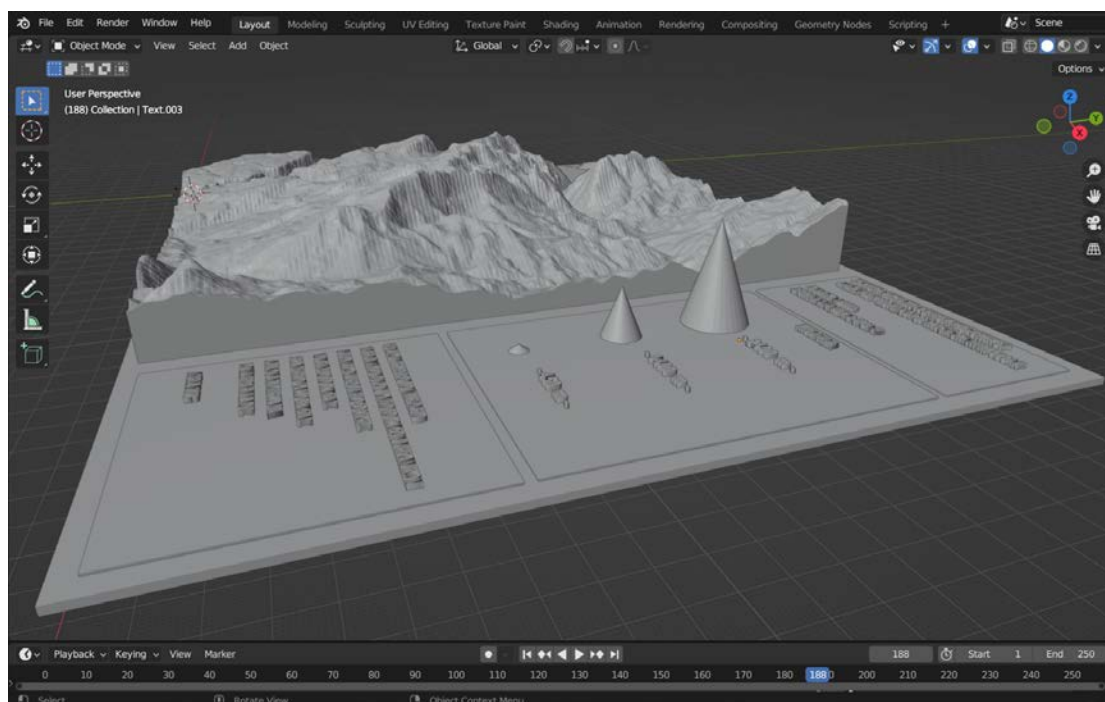 File Edit Render Window Help Layout Modeling Sculpting UV Editing Texture Paint Shading Animation Rendering Compositing Geometry Nodes Scripting + Scene
Object Mode View Select Add Object Global
Options
User Perspective
(188) Collection | Text.003
Z
Y
X
Playback Keying View Marker 188 Start 1 End 250
0 10 20 30 40 50 60 70 80 90 100 110 120 130 140 150 160 170 180 188 200 210 220 230 240 250
Select Rotate View Object Context Menu